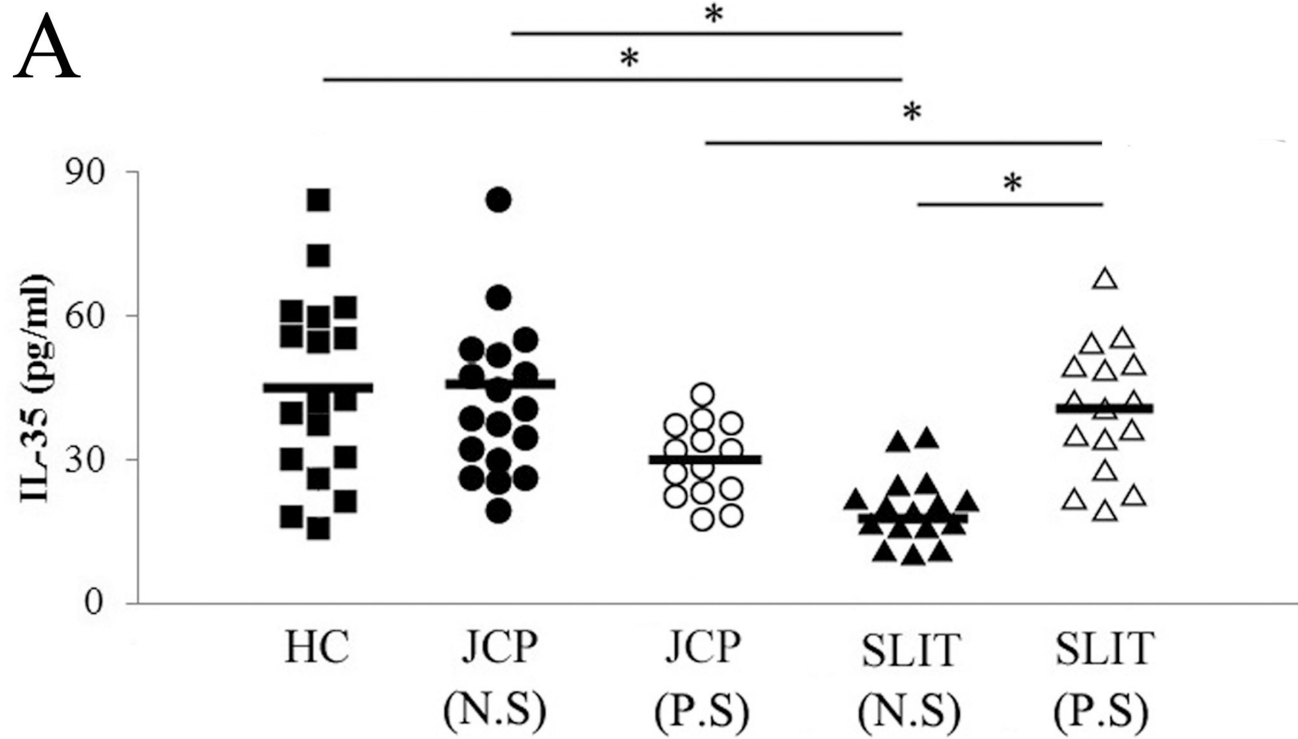 A
*
*
*
*
90
60
30
0
IL-35 (pg/ml)
HC JCP JCP SLIT SLIT
(N.S) (P.S) (N.S) (P.S)